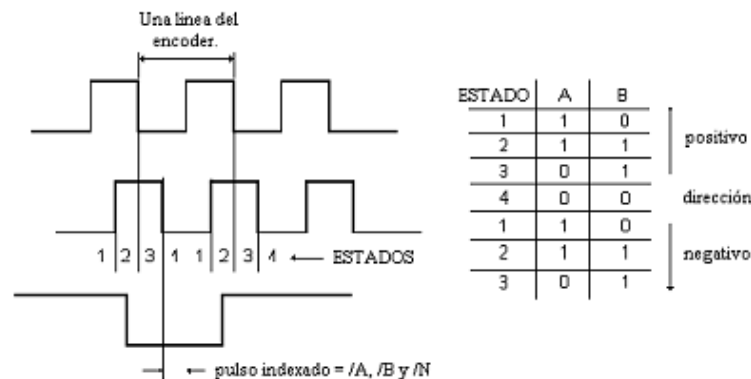 Una linea del
encoder.
1 2 3 4 1 2 3 4 ESTADOS
pulso indexado = /A, /B y /N
ESTADO A B
1 1 0
2 1 1
3 0 1
4 0 0
1 1 0
2 1 1
3 0 1
positivo
dirección
negativo